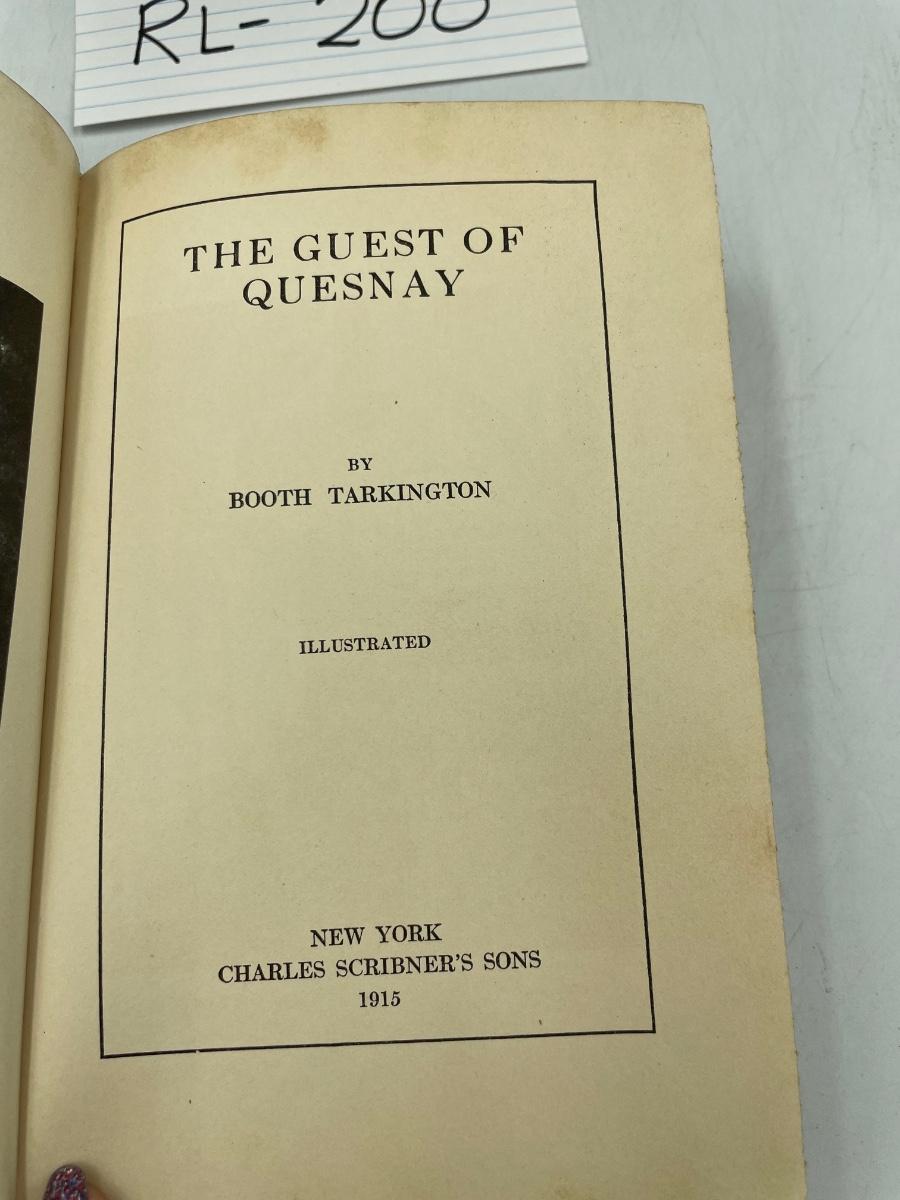 RL- 200
THE GUEST OF
QUESNAY
BY
BOOTH TARKINGTON
ILLUSTRATED
NEW YORK
CHARLES SCRIBNER'S SONS
1915